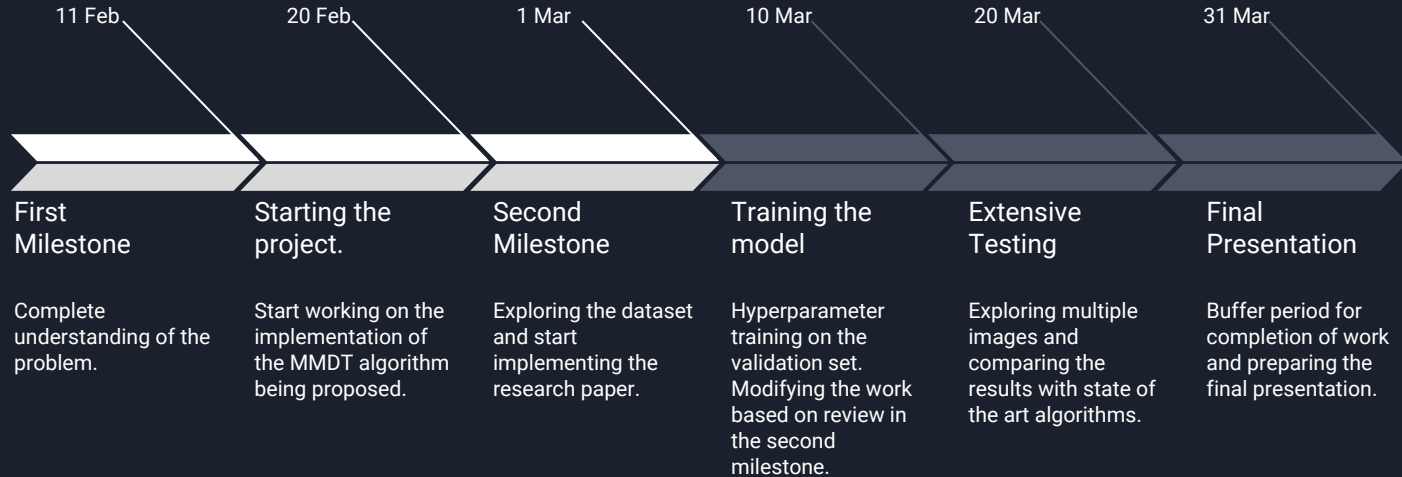 11 Feb
20 Feb
1 Mar
10 Mar
20 Mar
31 Mar
First
Milestone
Complete
understanding of the
problem.
Starting the
project.
Start working on the
implementation of
the MMDT algorithm
being proposed.
Second
Milestone
Exploring the dataset
and start
implementing the
research paper.
Training the
model
Hyperparameter
training on the
validation set.
Modifying the work
based on review in
the second
milestone.
Extensive
Testing
Exploring multiple
images and
comparing the
results with state of
the art algorithms.
Final
Presentation
Buffer period for
completion of work
and preparing the
final presentation.